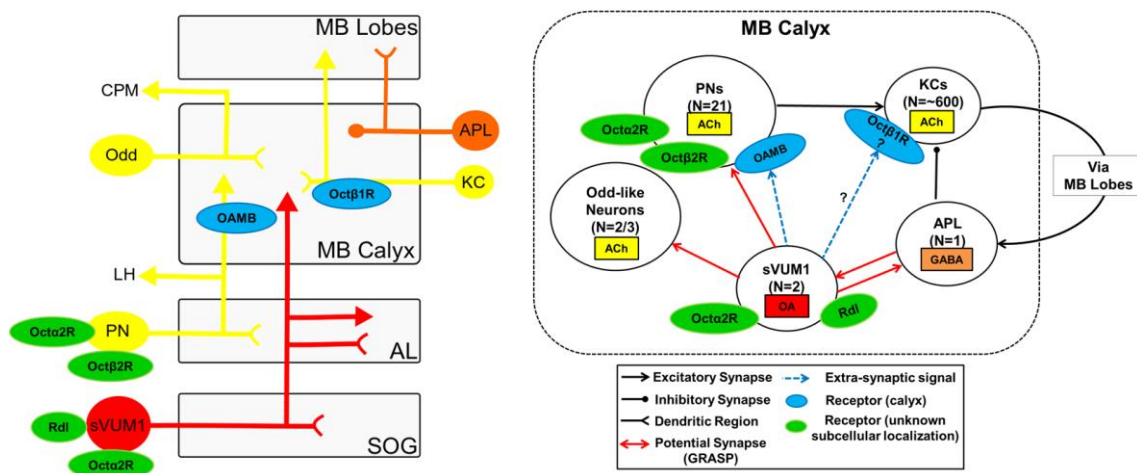 MB Lobes
CPM
APL
Odd
Octβ1R
KC
OAMB
MB Calyx
LH
Octα2R
PN
Octβ2R
AL
Rdl
sVUM1
Octα2R
SOG
MB Calyx
PNs
(N=21)
ACh
KCs
(N=~600)
ACh
Octα2R
Octβ2R
OAMB
Octβ1R
?
Via
MB Lobes
?
Odd-like
Neurons
(N=2/3)
ACh
APL
(N=1)
GABA
sVUM1
(N=2)
OA
Octα2R
Rdl
Excitatory Synapse
Inhibitory Synapse
Dendritic Region
Potential Synapse
(GRASP)
Extra-synaptic signal
Receptor (calyx)
Receptor (unknown
subcellular localization)